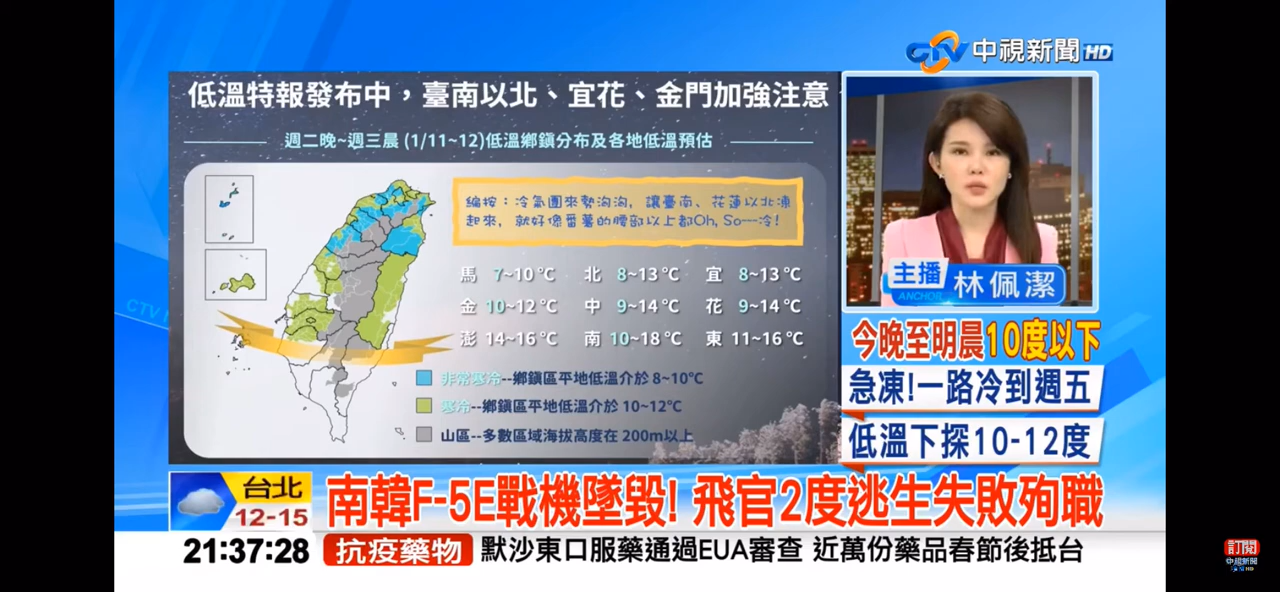 CTV 中視新聞 HD
低溫特報發布中，臺南以北、宜花、金門加強注意
週二晚~週三晨 (1/11~12)低溫鄉鎮分布及各地低溫預估
編按：冷氣團來勢洶洶，讓臺南、花蓮以北凍
起來，就好像番薯的腰部以上都Oh, So---冷!
馬 7~10 °C 北 8~13 °C 宜 8~13 °C
金 10~12 °C 中 9~14 °C 花 9~14 °C
澎 14~16 °C 南 10~18 °C 東 11~16 °C
非常寒冷--鄉鎮區平地低溫介於 8~10°C
寒冷--鄉鎮區平地低溫介於 10~12°C
山區--多數區域海拔高度在 200m以上
主播 林佩潔
ANCHOR
今晚至明晨10度以下
急凍!一路冷到週五
低溫下探10-12度
台北
12-15
南韓F-5E戰機墜毀! 飛官2度逃生失敗殉職
21:37:28 抗疫藥物 默沙東口服藥通過EUA審查 近萬份藥品春節後抵台
訂閱
中視新聞
HD